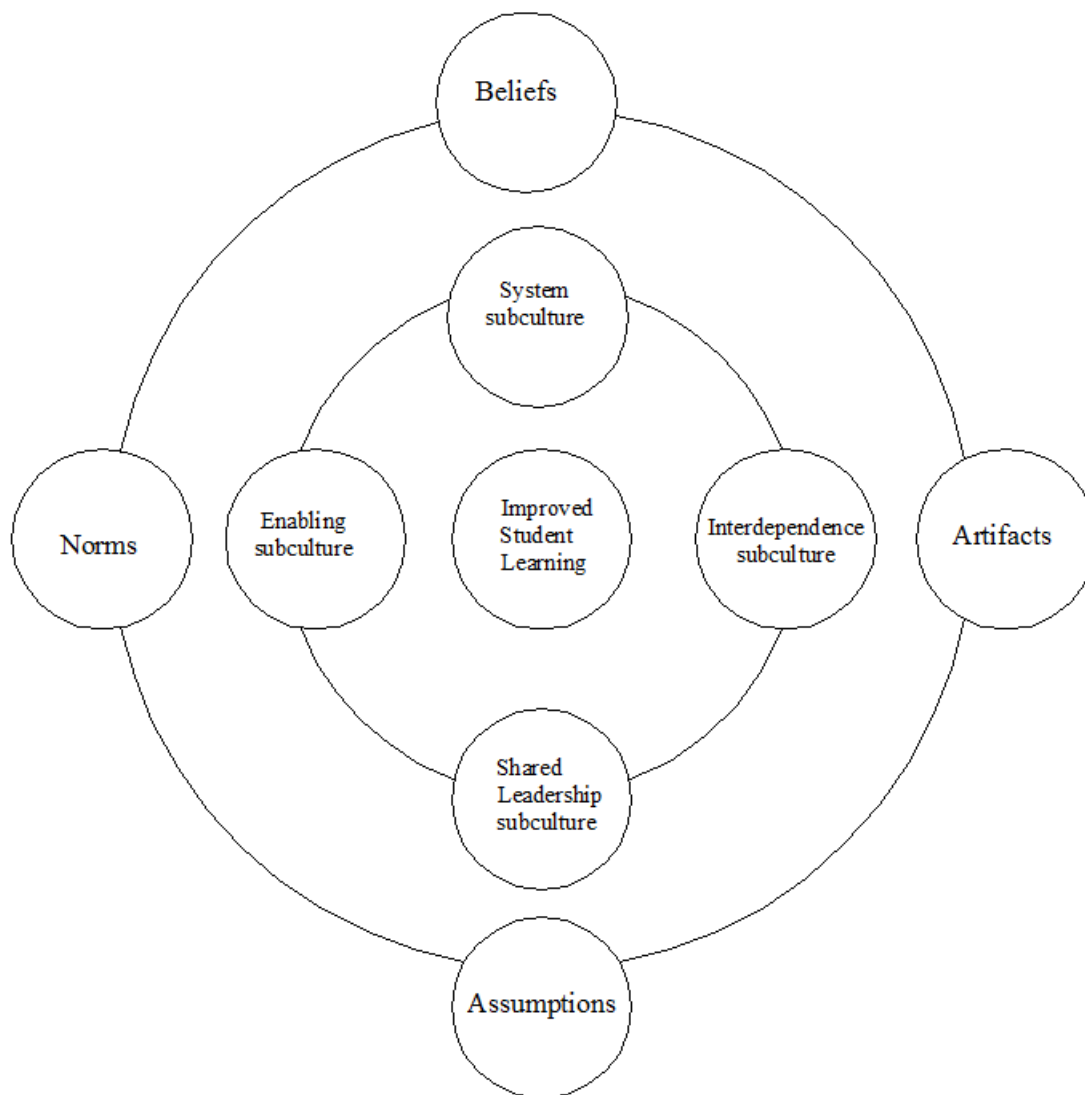 Beliefs
System
subculture
Norms
Enabling
subculture
Improved
Student
Learning
Interdependence
subculture
Artifacts
Shared
Leadership
subculture
Assumptions